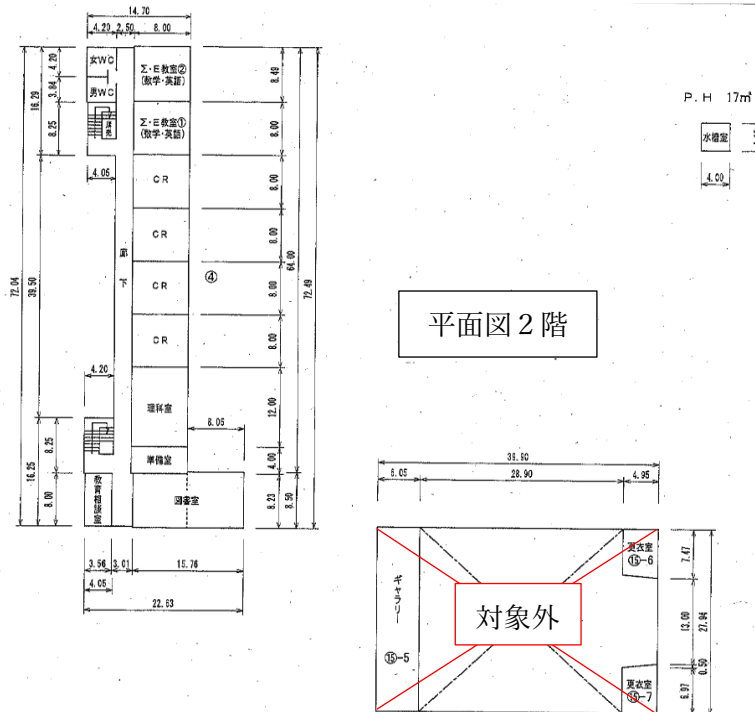 14.70
4.20 2.50 8.00
女WC
男WC
Σ・E教室②
(数学・英語)
Σ・E教室①
(数学・英語)
CR
CR
CR
CR
廊下
理科室
準備室
図書室
4.20
3.84
8.25
16.29
39.50
72.04
4.05
4.20
8.25
8.00
16.25
8.49
8.00
8.00
8.00
8.00
8.00
12.00
4.00
8.23
8.50
64.00
72.49
④
8.05
3.56 3.01 15.76
4.05
22.63
P.H 17㎡
水槽室
4.00
平面図2階
6.05 28.90 4.95
ギャラリー
⑮-5
更衣室
⑮-6
更衣室
⑮-7
対象外
7.47
13.00
0.50
6.97
27.94